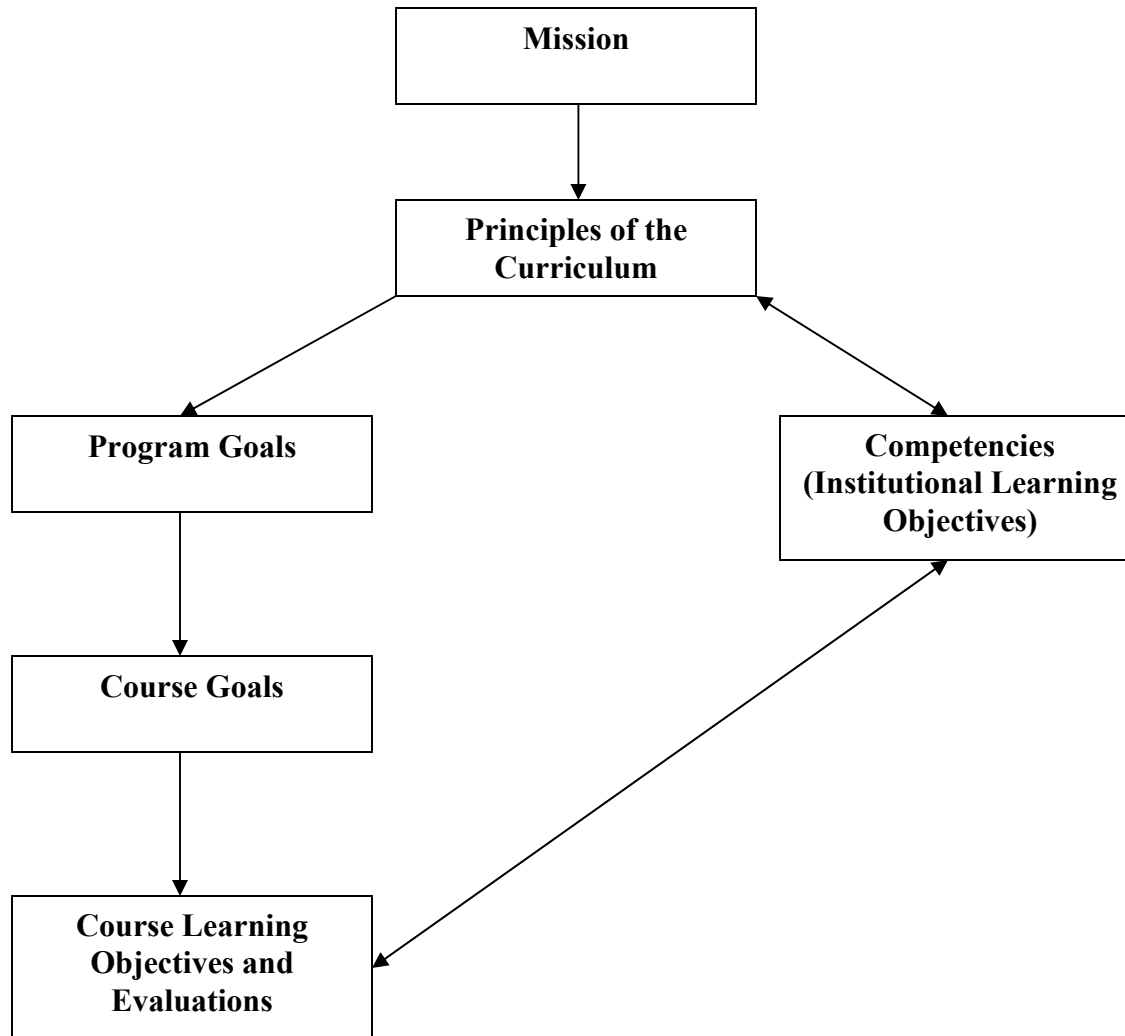 Mission
Principles of the
Curriculum
Program Goals
Competencies
(Institutional Learning
Objectives)
Course Goals
Course Learning
Objectives and
Evaluations